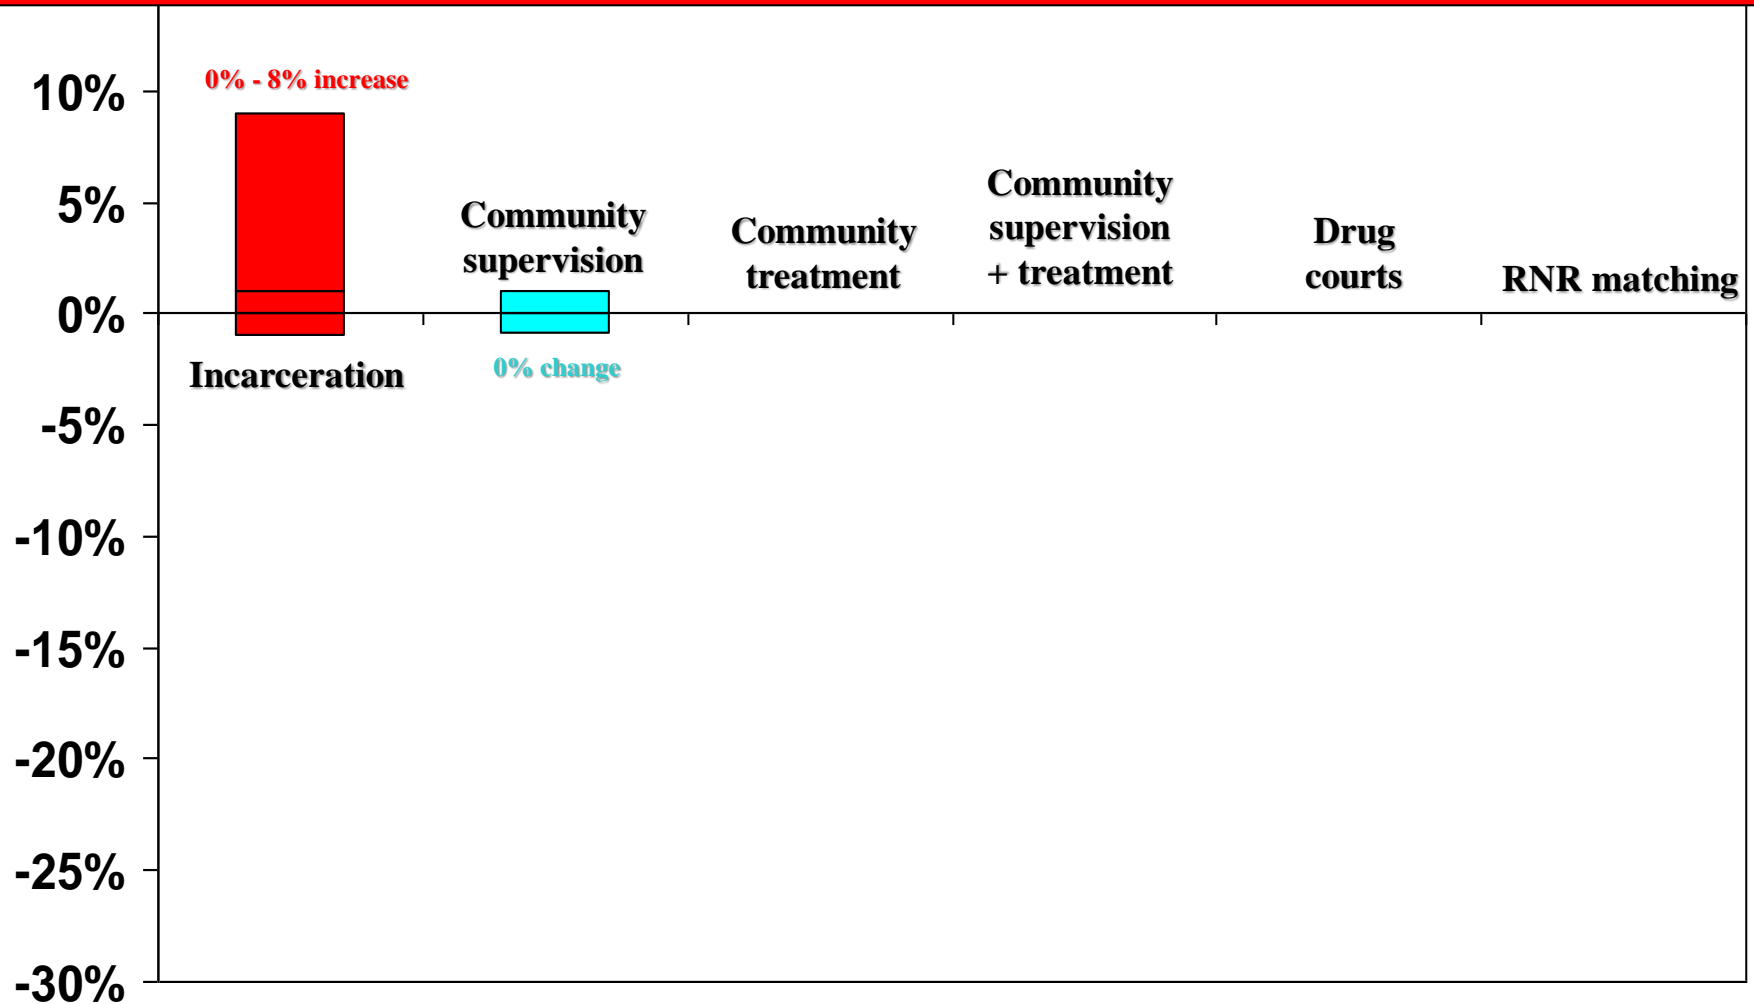 10%
5%
0%
-5%
-10%
-15%
-20%
-25%
-30%
0% - 8% increase
Incarceration
Community
supervision
0% change
Community
treatment
Community
supervision
+ treatment
Drug
courts
RNR matching